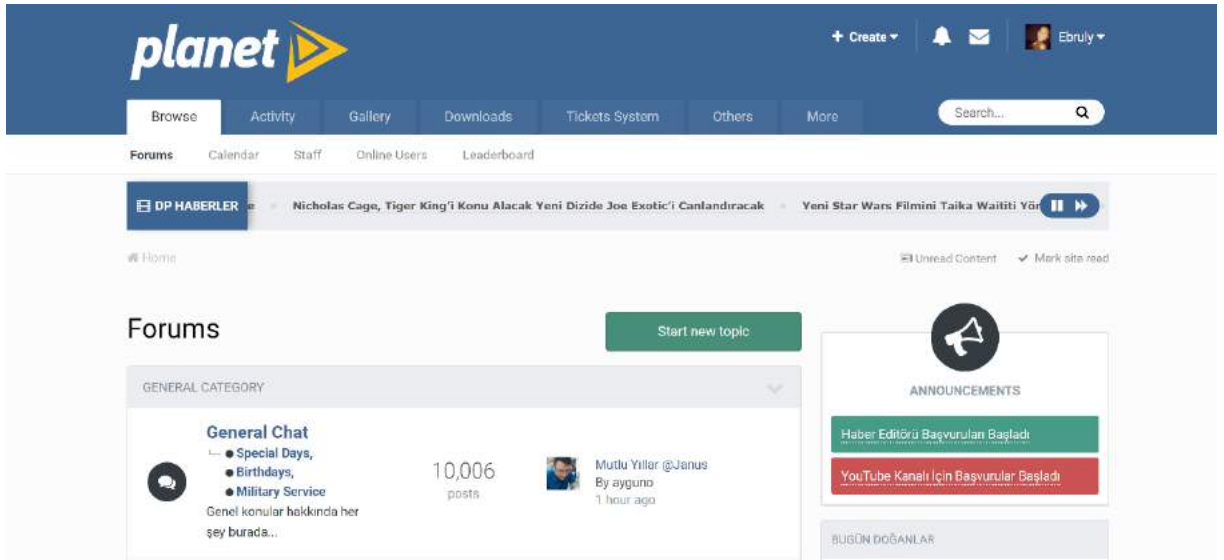 planet
Create
Ebruly
Browse Activity Gallery Downloads Tickets System Others More Search...
Forums Calendar Staff Online Users Leaderboard
DP HABERLER e Nicholas Cage, Tiger King'i Konu Alacak Yeni Dizide Joe Exotic'i Canlandıracak Yeni Star Wars Filmini Taika Waititi Yön
Home Unread Content Mark site read
Forums
Start new topic
GENERAL CATEGORY
General Chat
Special Days,
Birthdays,
Military Service
Genel konular hakkında her
şey burada...
10,006
posts
Mutlu Yıllar @Janus
By ayguno
1 hour ago
ANNOUNCEMENTS
Haber Editörü Başvuruları Başladı
YouTube Kanalı İçin Başvurular Başladı
BUGÜN DOĞANLAR